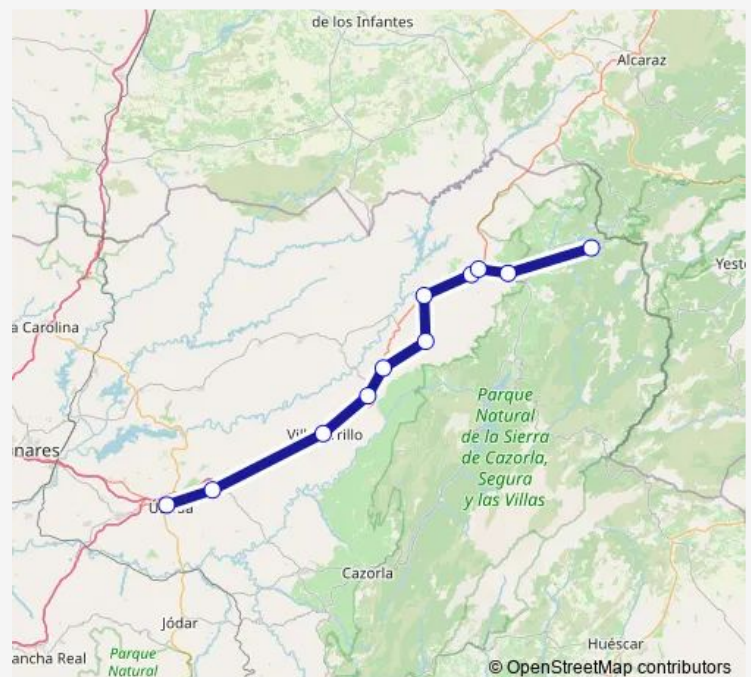 de los Infantes
Alcaraz
Yeste
a Carolina
Parque
Natural
de la Sierra
de Cazorla,
Segura
y las Villas
nares
Cazorla
Jódar
Huéscar
ancha Real
Parque
Natural
© OpenStreetMap contributors